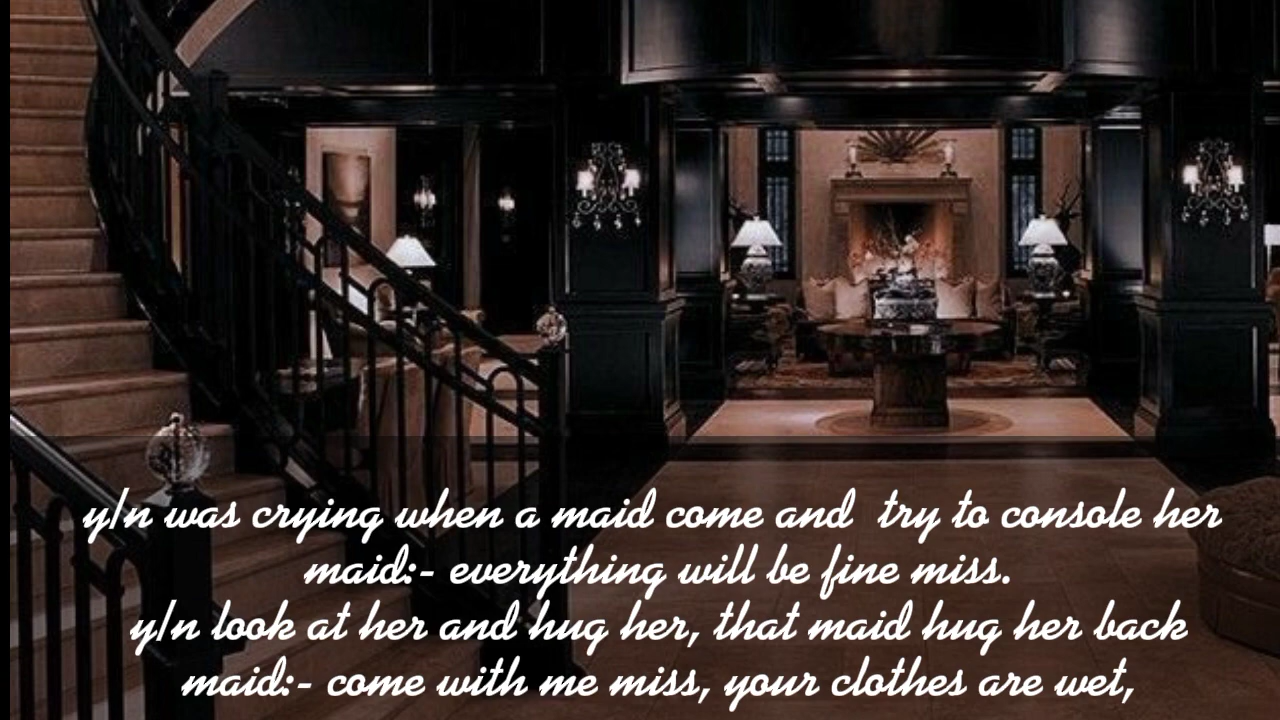 y/n was crying when a maid come and try to console her
maid:- everything will be fine miss.
y/n look at her and hug her, that maid hug her back
maid:- come with me miss, your clothes are wet,